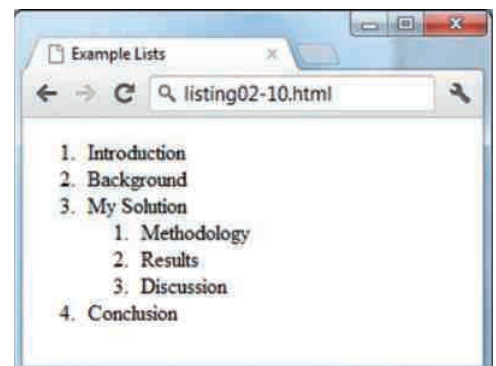 Example Lists
listing02-10.html
1. Introduction
2. Background
3. My Solution
1. Methodology
2. Results
3. Discussion
4. Conclusion